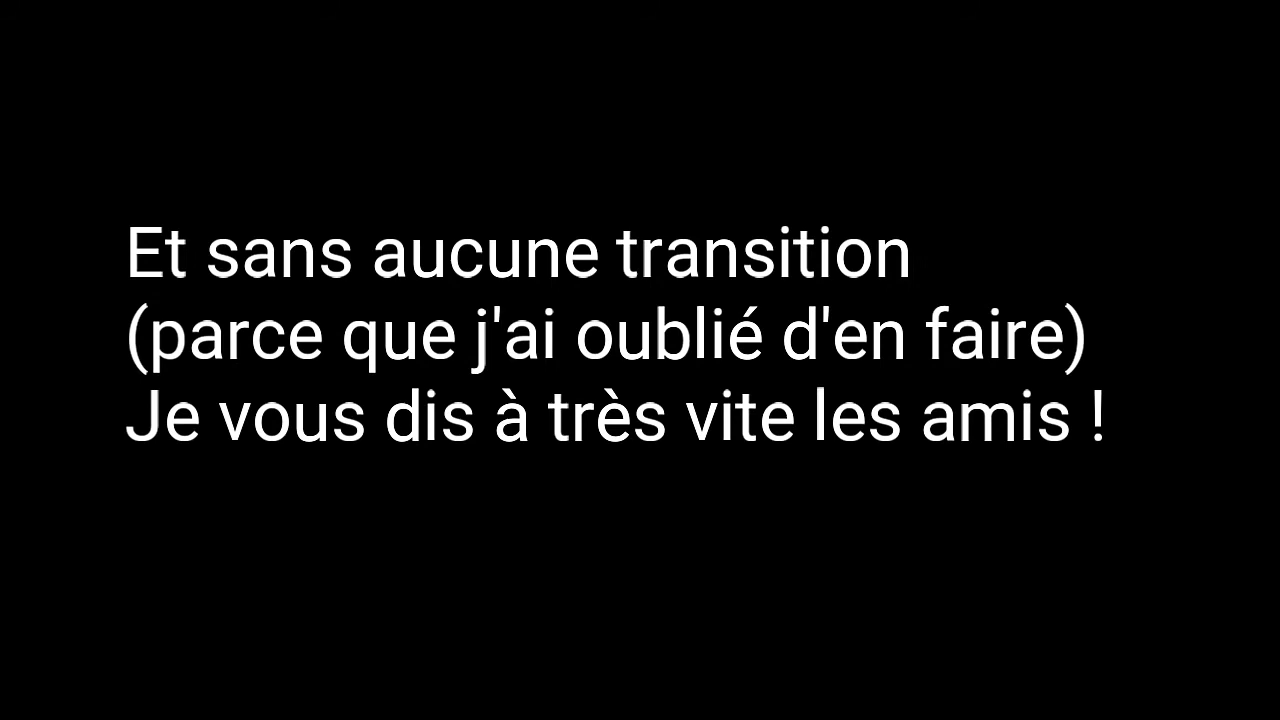 Et sans aucune transition
(parce que j'ai oublié d'en faire)
Je vous dis à très vite les amis !